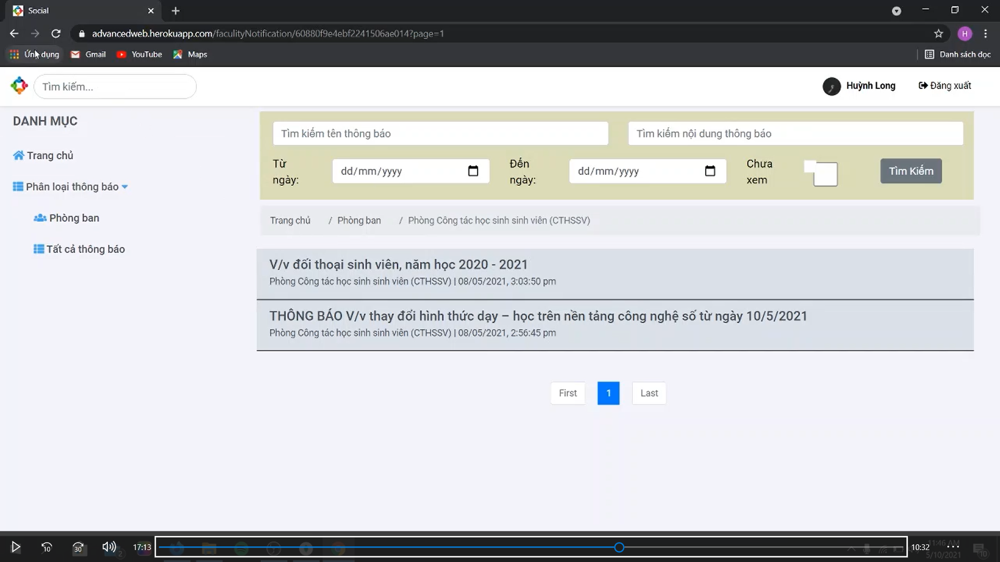 Social
advancedweb.herokuapp.com/faculityNotification/60880f9e4ebf2241506ae014?page=1
H
Ứng dụng Gmail YouTube Maps
Danh sách đọc
Tìm kiếm...
Huỳnh Long Đăng xuất
DANH MỤC
Trang chủ
Phân loại thông báo
Phòng ban
Tất cả thông báo
Tìm kiếm tên thông báo
Tìm kiếm nội dung thông báo
Từ ngày:
dd/mm/yyyy
Đến ngày:
dd/mm/yyyy
Chưa xem
Tìm Kiếm
Trang chủ / Phòng ban / Phòng Công tác học sinh sinh viên (CTHSSV)
V/v đối thoại sinh viên, năm học 2020 - 2021
Phòng Công tác học sinh sinh viên (CTHSSV) | 08/05/2021, 3:03:50 pm
THÔNG BÁO V/v thay đổi hình thức dạy – học trên nền tảng công nghệ số từ ngày 10/5/2021
Phòng Công tác học sinh sinh viên (CTHSSV) | 08/05/2021, 2:56:45 pm
First 1 Last
10 30 2 17:13
10:32
11:46 AM
5/10/2021
10